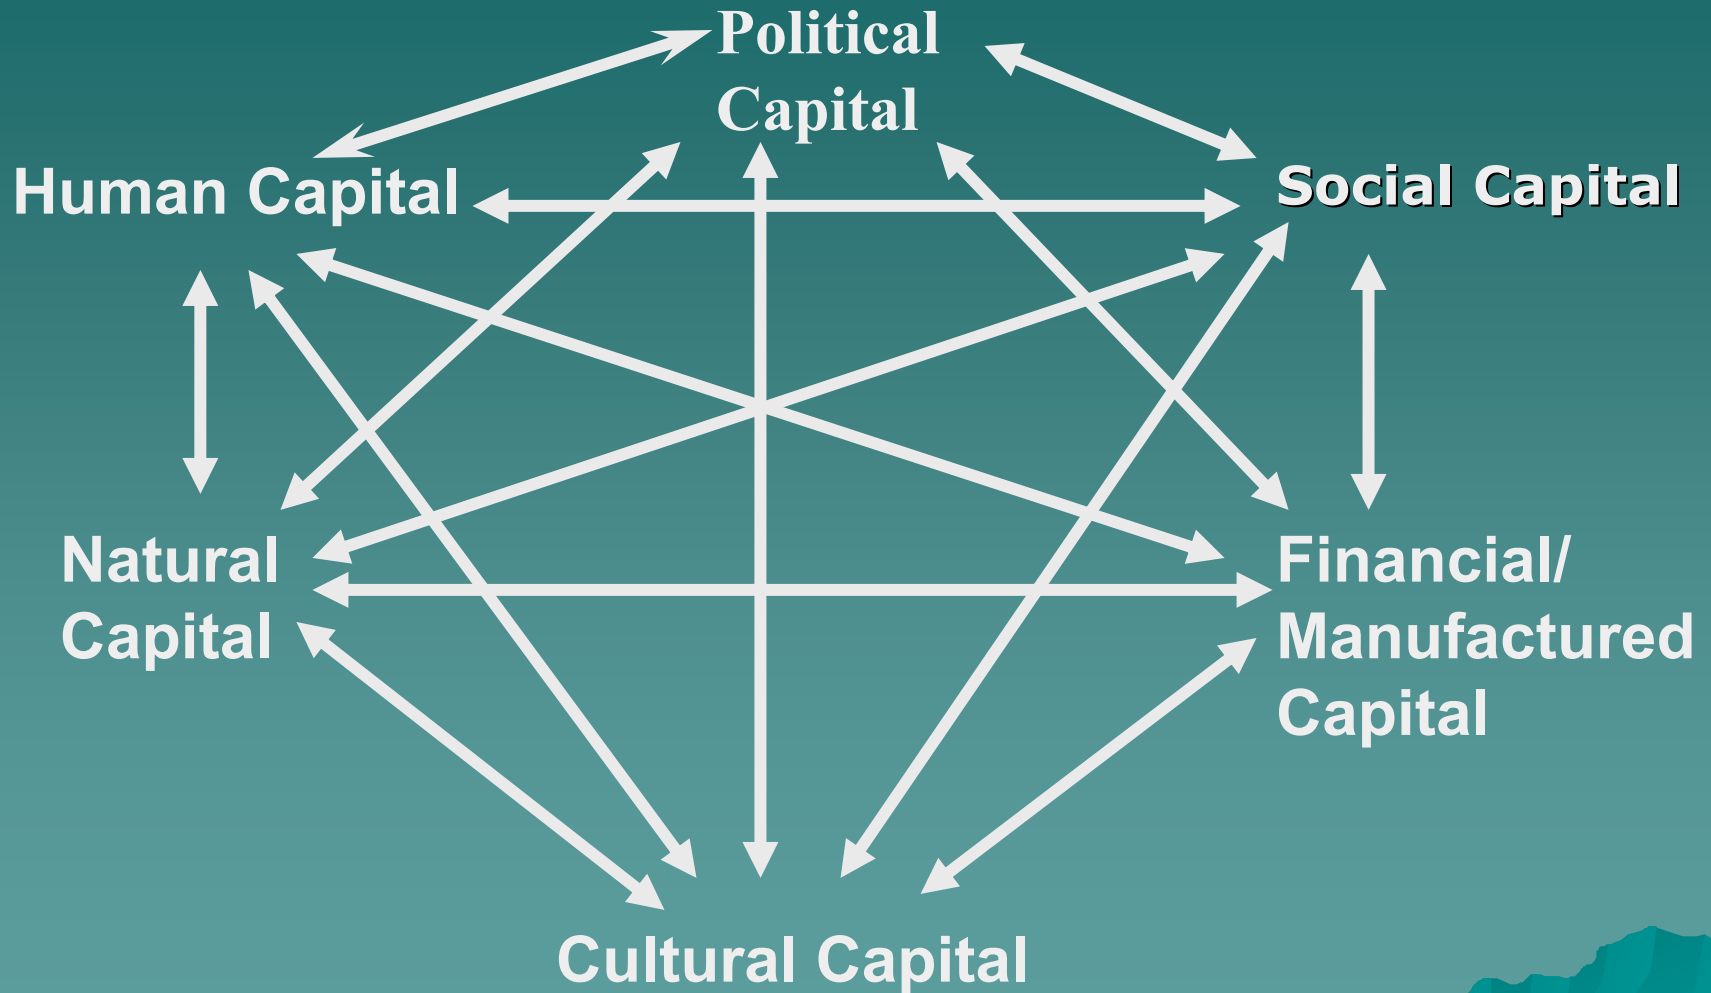 Political
Capital
Human Capital
Social Capital
Natural
Capital
Financial/
Manufactured
Capital
Cultural Capital